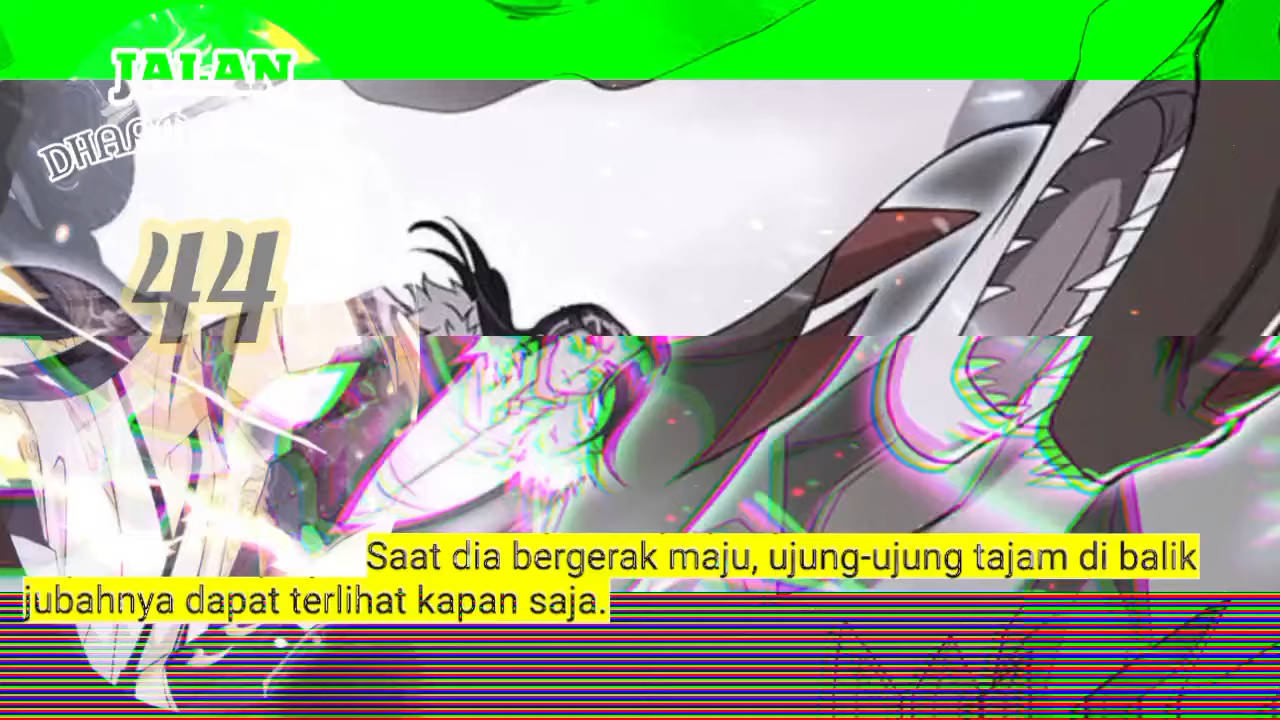 JALAN
44
Saat dia bergerak maju, ujung-ujung tajam di balik
jubahnya dapat terlihat kapan saja.